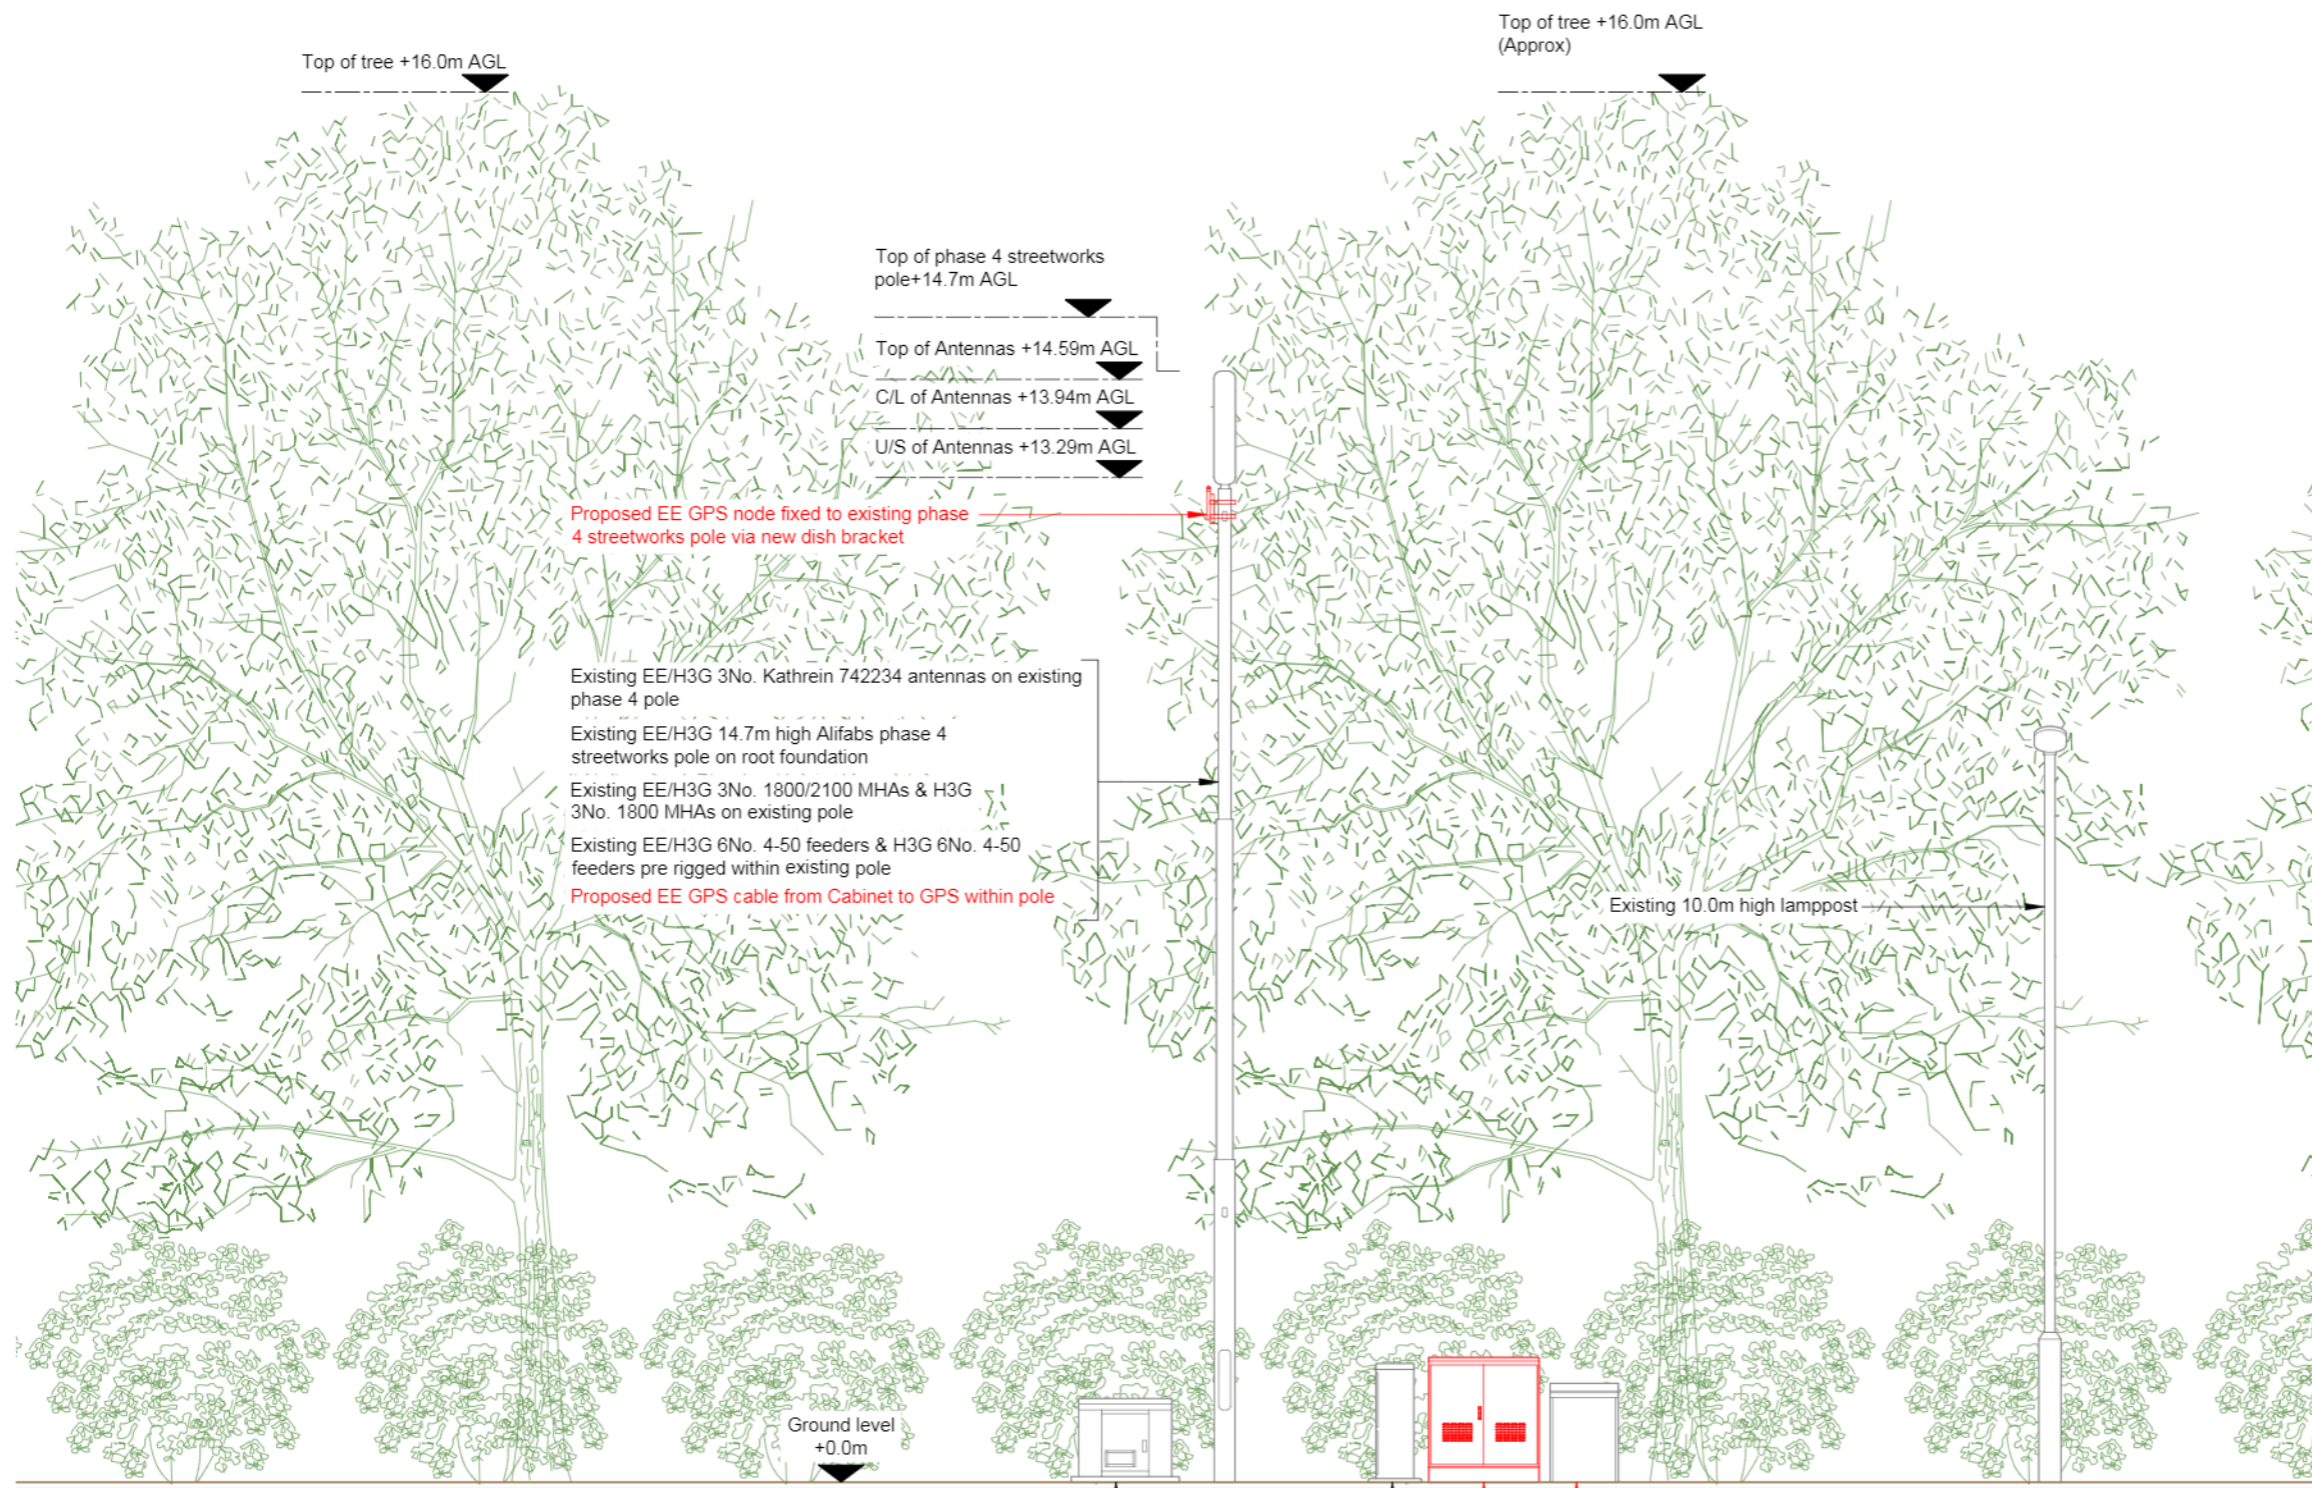 Top of tree +16.0m AGL
Top of tree +16.0m AGL
(Approx)
Top of phase 4 streetworks
pole+14.7m AGL
Top of Antennas +14.59m AGL
C/L of Antennas +13.94m AGL
U/S of Antennas +13.29m AGL
Proposed EE GPS node fixed to existing phase
4 streetworks pole via new dish bracket
Existing EE/H3G 3No. Kathrein 742234 antennas on existing
phase 4 pole
Existing EE/H3G 14.7m high Alifabs phase 4
streetworks pole on root foundation
Existing EE/H3G 3No. 1800/2100 MHAs & H3G
3No. 1800 MHAs on existing pole
Existing EE/H3G 6No. 4-50 feeders & H3G 6No. 4-50
feeders pre rigged within existing pole
Proposed EE GPS cable from Cabinet to GPS within pole
Existing 10.0m high lamppost
Ground level
+0.0m